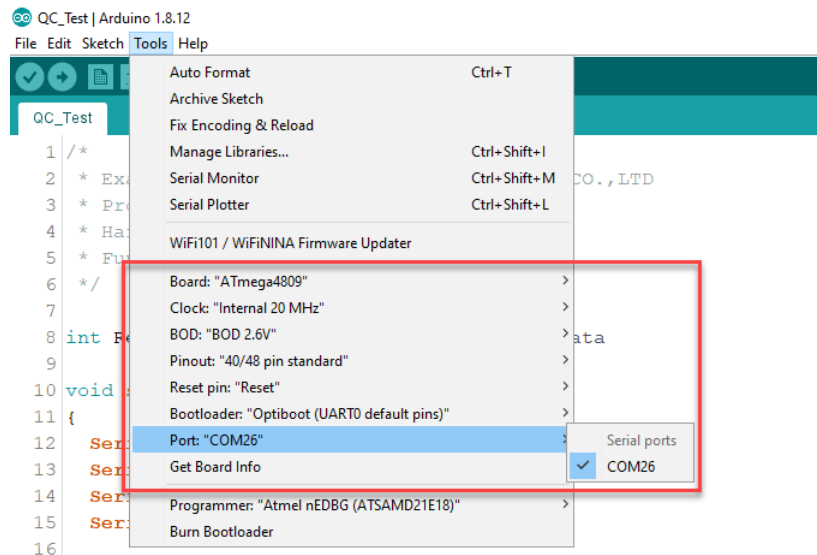 QC_Test | Arduino 1.8.12
File Edit Sketch Tools Help
QC_Test
Auto Format Ctrl+T
Archive Sketch
Fix Encoding & Reload
Manage Libraries... Ctrl+Shift+I
Serial Monitor Ctrl+Shift+M
Serial Plotter Ctrl+Shift+L
WiFi101 / WiFiNINA Firmware Updater
Board: "ATmega4809"
Clock: "Internal 20 MHz"
BOD: "BOD 2.6V"
Pinout: "40/48 pin standard"
Reset pin: "Reset"
Bootloader: "Optiboot (UART0 default pins)"
Port: "COM26"
Get Board Info
Programmer: "Atmel nEDBG (ATSAMD21E18)"
Burn Bootloader
Serial ports
COM26
1 /*
2 * Exa CO.,LTD
3 * Pro
4 * Har
5 * Fu
6 */
7
8 int Re ata
9
10 void s
11 {
12 Seri
13 Seri
14 Seri
15 Seri
16